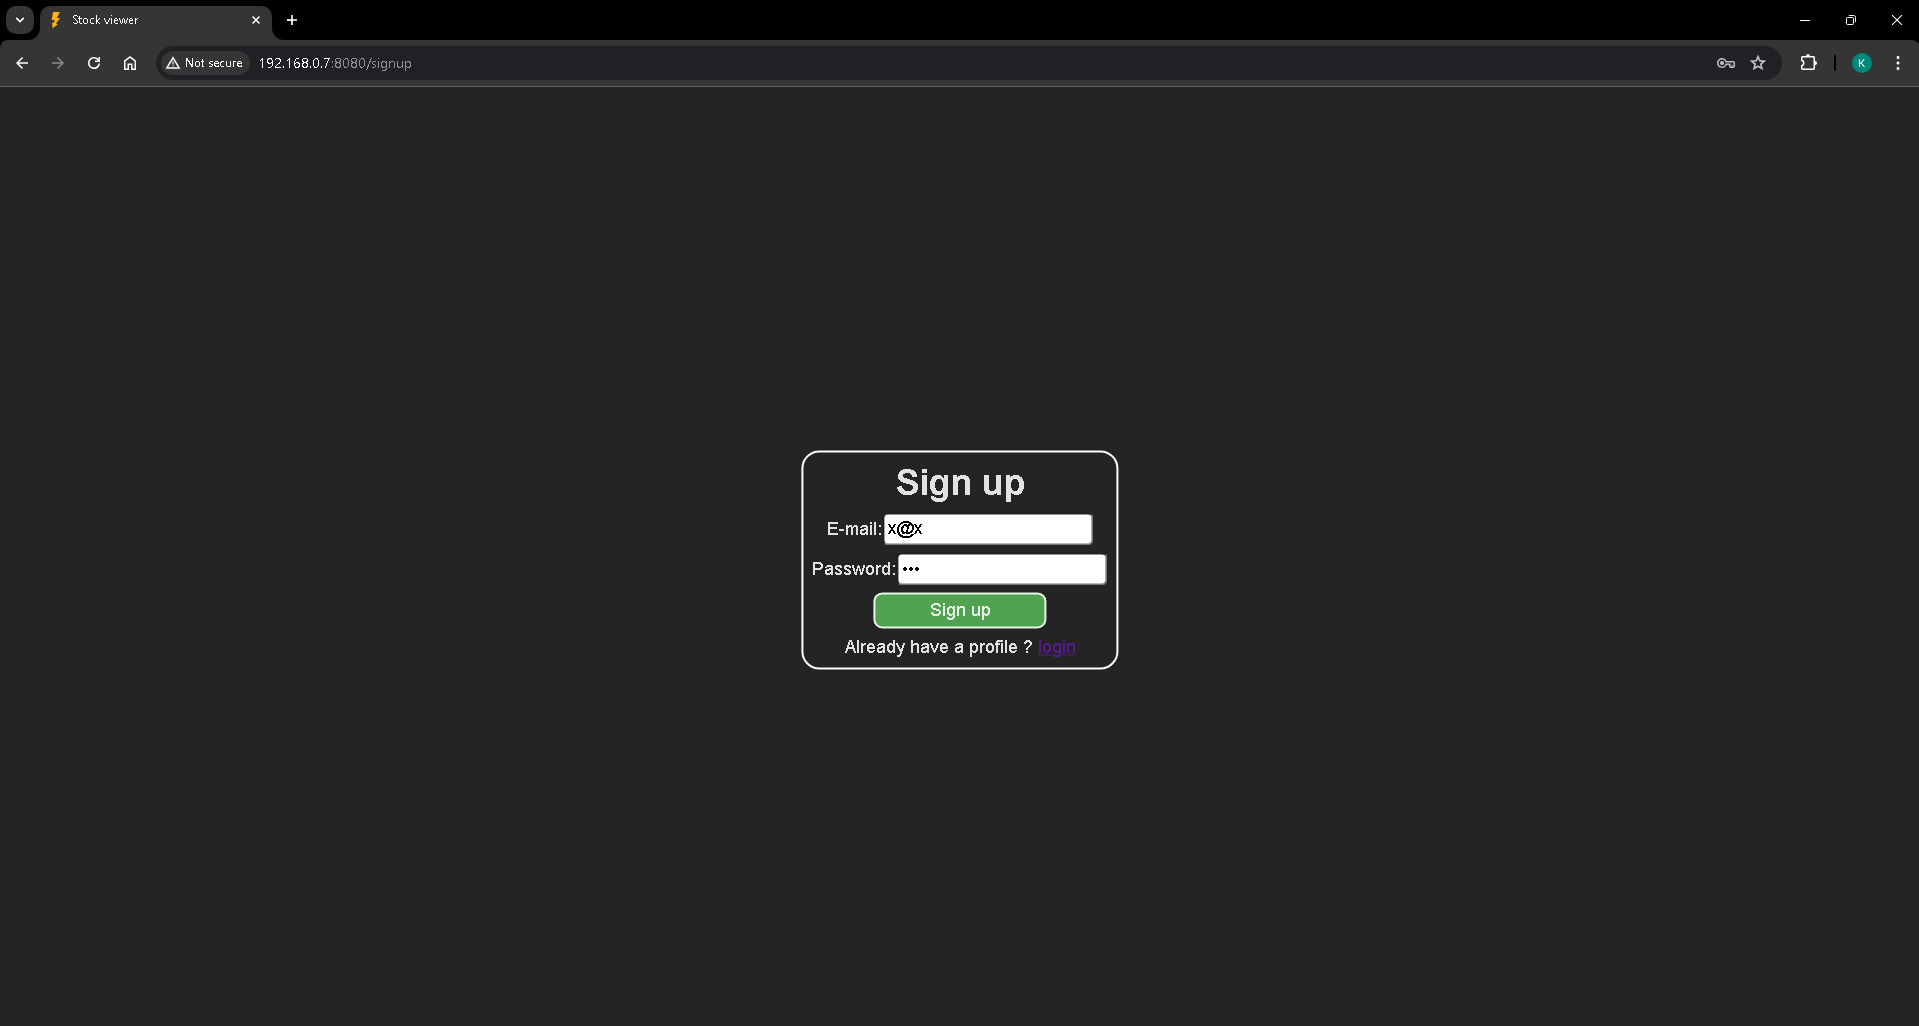 Stock viewer
Not secure 192.168.0.7:8080/signup
K
Sign up
E-mail: x@x
Password: •••
Sign up
Already have a profile ? login